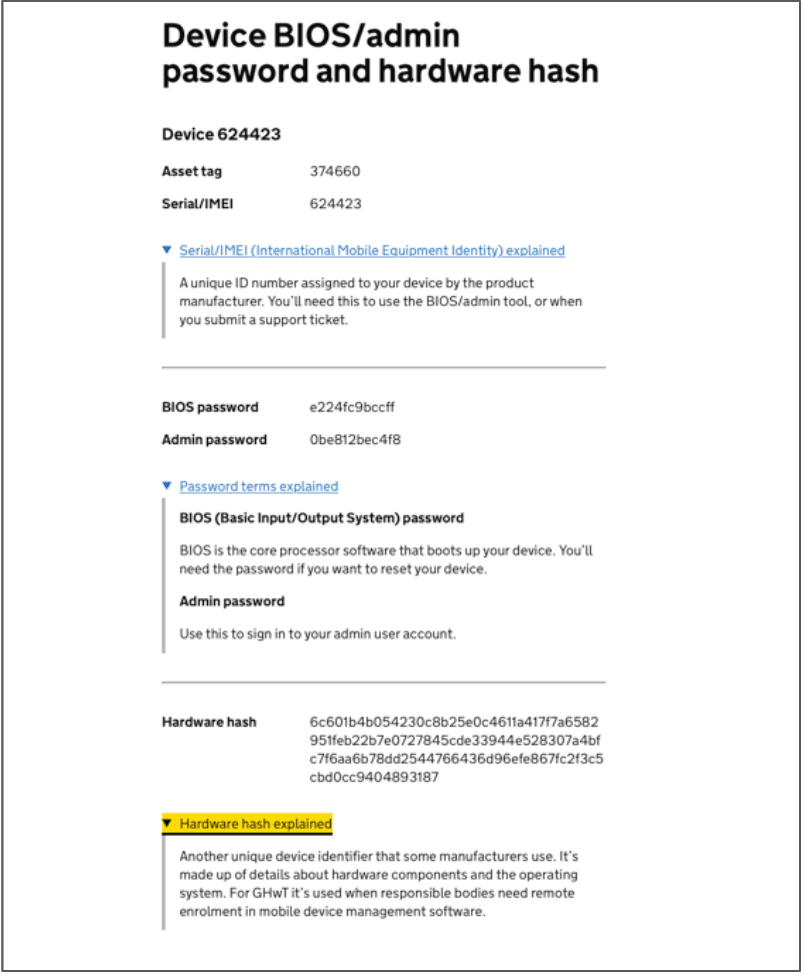 Device BIOS/admin
password and hardware hash
Device 624423
Asset tag 374660
Serial/IMEI 624423
▼ Serial/IMEI (International Mobile Equipment Identity) explained
A unique ID number assigned to your device by the product
manufacturer. You'll need this to use the BIOS/admin tool, or when
you submit a support ticket.
BIOS password e224fc9bccff
Admin password 0be812bec4f8
▼ Password terms explained
BIOS (Basic Input/Output System) password
BIOS is the core processor software that boots up your device. You'll
need the password if you want to reset your device.
Admin password
Use this to sign in to your admin user account.
Hardware hash 6c601b4b054230c8b25e0c4611a417f7a6582
951feb22b7e0727845cde33944e528307a4bf
c7f6aa6b78dd2544766436d96efe867fc2f3c5
cbd0cc9404893187
▼ Hardware hash explained
Another unique device identifier that some manufacturers use. It's
made up of details about hardware components and the operating
system. For GHwT it's used when responsible bodies need remote
enrolment in mobile device management software.